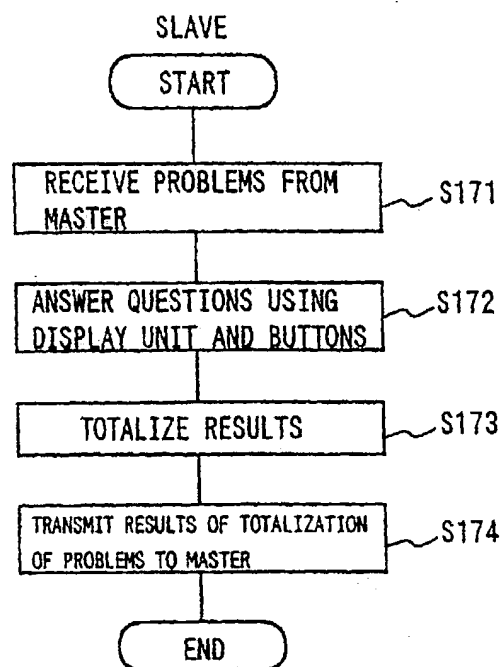 SLAVE
START
RECEIVE PROBLEMS FROM
MASTER
S171
ANSWER QUESTIONS USING
DISPLAY UNIT AND BUTTONS
S172
TOTALIZE RESULTS
S173
TRANSMIT RESULTS OF TOTALIZATION
OF PROBLEMS TO MASTER
S174
END